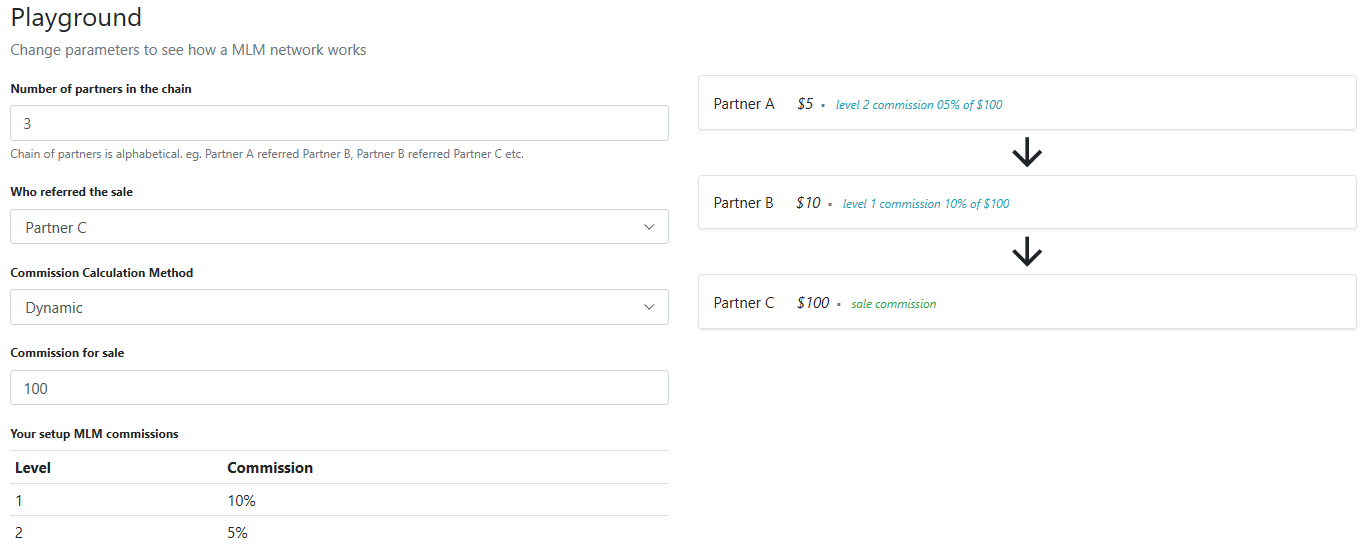 Playground
Change parameters to see how a MLM network works
Number of partners in the chain
3
Chain of partners is alphabetical. eg. Partner A referred Partner B, Partner B referred Partner C etc.
Who referred the sale
Partner C
Commission Calculation Method
Dynamic
Commission for sale
100
Your setup MLM commissions
Level Commission
1 10%
2 5%
Partner A $5 • level 2 commission 05% of $100
Partner B $10 • level 1 commission 10% of $100
Partner C $100 • sale commission